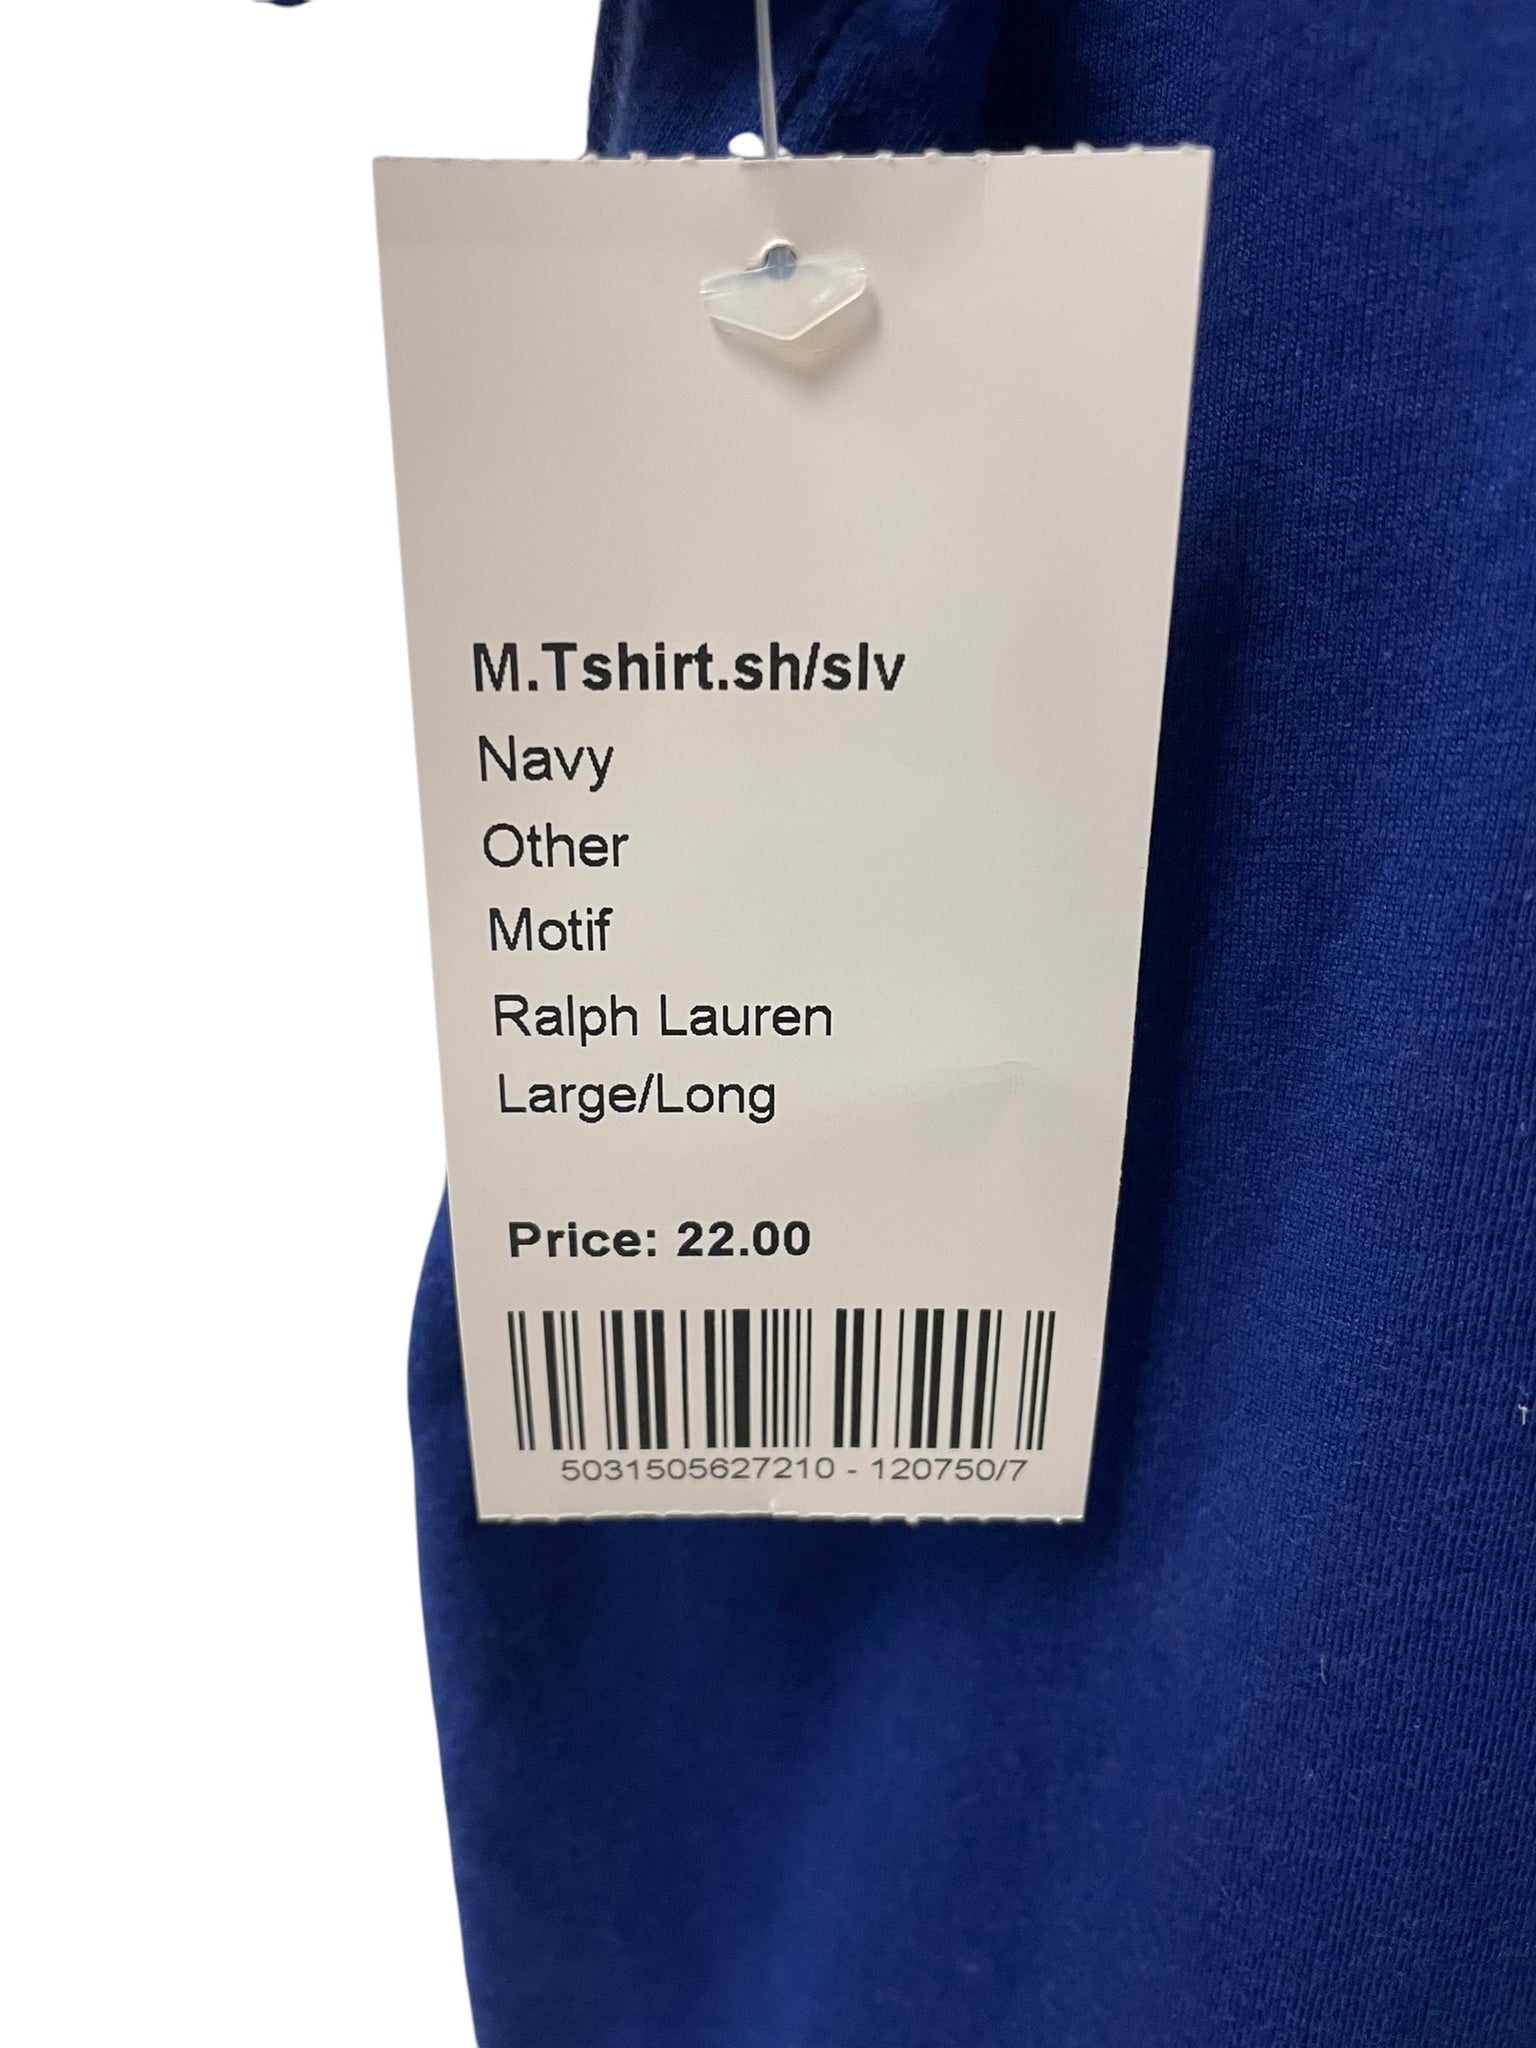 M.Tshirt.sh/slv
Navy
Other
Motif
Ralph Lauren
Large/Long
Price: 22.00
5031505627210 - 120750/7